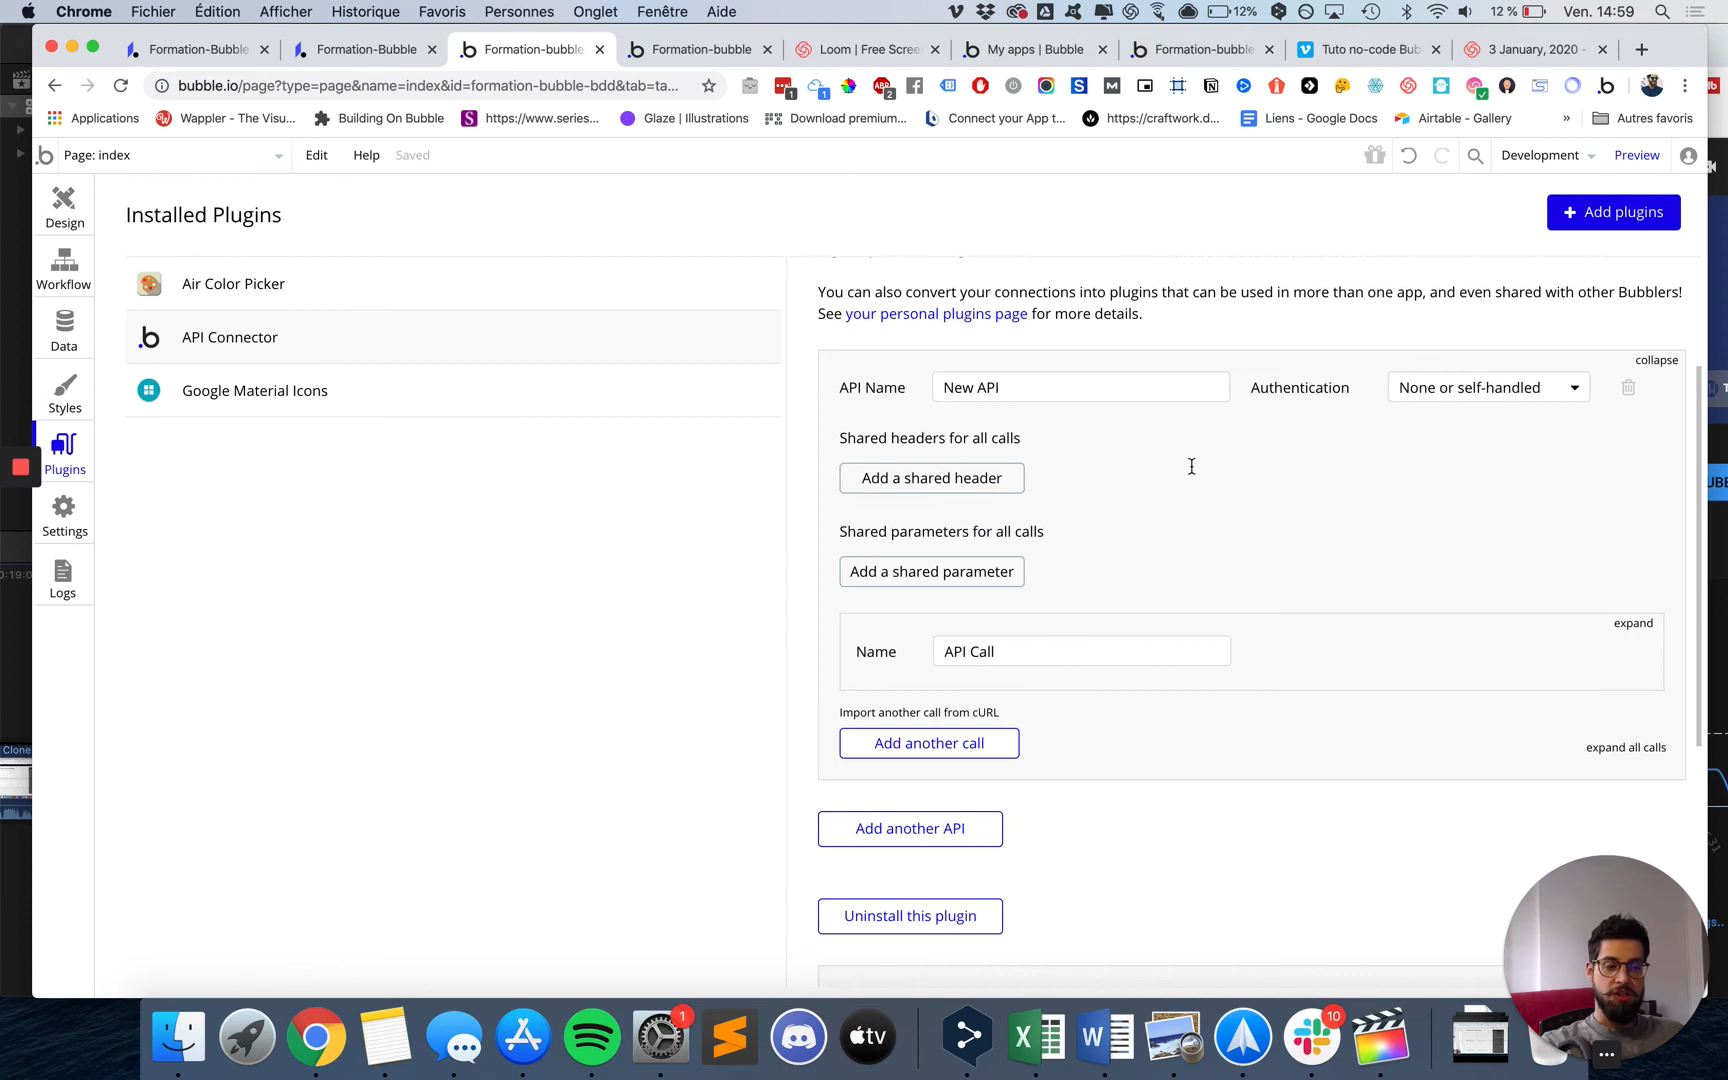 Chrome Fichier Édition Afficher Historique Favoris Personnes Onglet Fenêtre Aide 12% 12 % Ven. 14:59
Formation-Bubble Formation-Bubble Formation-bubble Formation-bubble Loom | Free Scree My apps | Bubble Formation-bubble Tuto no-code Bub 3 January, 2020 -
bubble.io/page?type=page&name=index&id=formation-bubble-bdd&tab=ta...
Applications Wappler - The Visu... Building On Bubble https://www.series... Glaze | Illustrations Download premium... Connect your App t... https://craftwork.d... Liens - Google Docs Airtable - Gallery » Autres favoris
Page: index Edit Help Saved Development Preview
Design
Workflow
Data
Styles
Plugins
Settings
Logs
Installed Plugins
+ Add plugins
Air Color Picker
API Connector
Google Material Icons
You can also convert your connections into plugins that can be used in more than one app, and even shared with other Bubblers!
See your personal plugins page for more details.
collapse
API Name New API Authentication None or self-handled
Shared headers for all calls
Add a shared header
Shared parameters for all calls
Add a shared parameter
expand
Name API Call
Import another call from cURL
Add another call
expand all calls
Add another API
Uninstall this plugin
0:19:0
Clone
UBE
1
10
tv